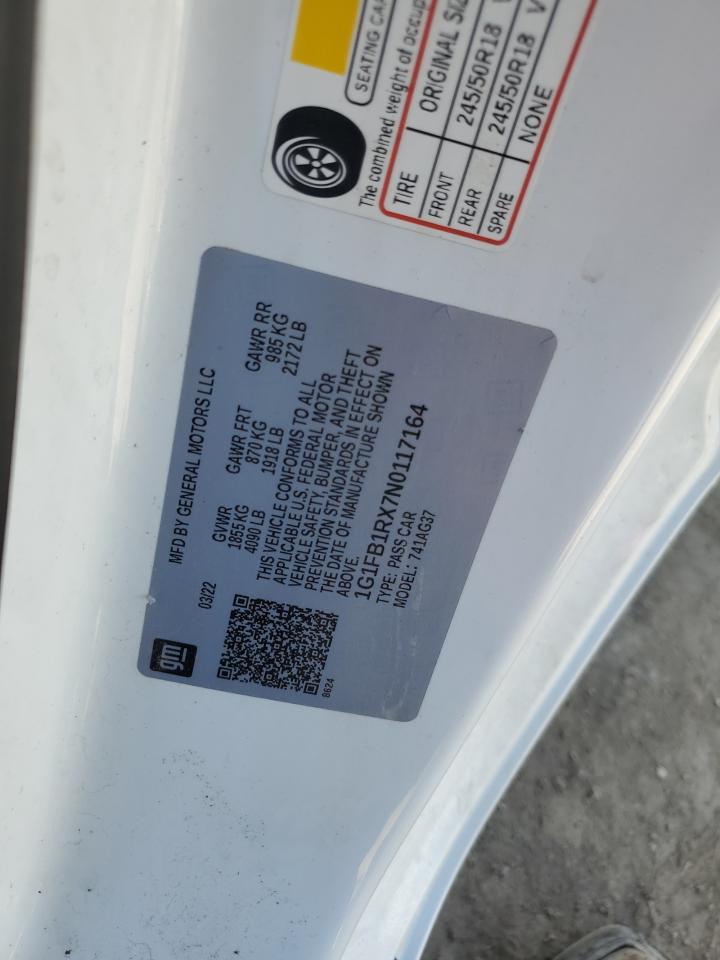 SEATING CAP
The combined weight of occup
TIRE ORIGINAL SIZ
FRONT 245/50R18 V
REAR 245/50R18 V
SPARE NONE
gm
MFD BY GENERAL MOTORS LLC
03/22
GVWR GAWR FRT GAWR RR
1855 KG 870 KG 985 KG
4090 LB 1918 LB 2172 LB
THIS VEHICLE CONFORMS TO ALL
APPLICABLE U.S. FEDERAL MOTOR
VEHICLE SAFETY, BUMPER, AND THEFT
PREVENTION STANDARDS IN EFFECT ON
THE DATE OF MANUFACTURE SHOWN
ABOVE.
1G1FB1RX7N0117164
TYPE: PASS CAR
MODEL: 741AG37
8624